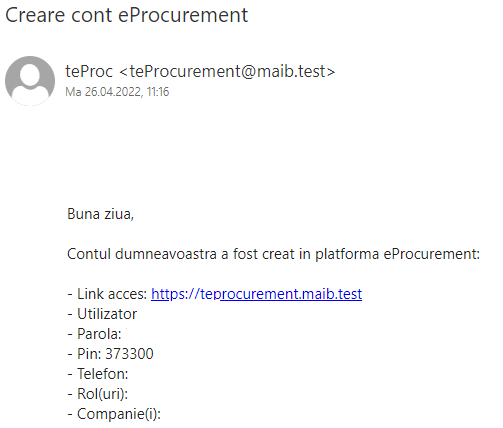 Creare cont eProcurement
teProc <teProcurement@maib.test>
Ma 26.04.2022, 11:16
Buna ziua,
Contul dumneavoastra a fost creat in platforma eProcurement:
- Link acces: https://teprocurement.maib.test
- Utilizator
- Parola:
- Pin: 373300
- Telefon:
- Rol(uri):
- Companie(i):